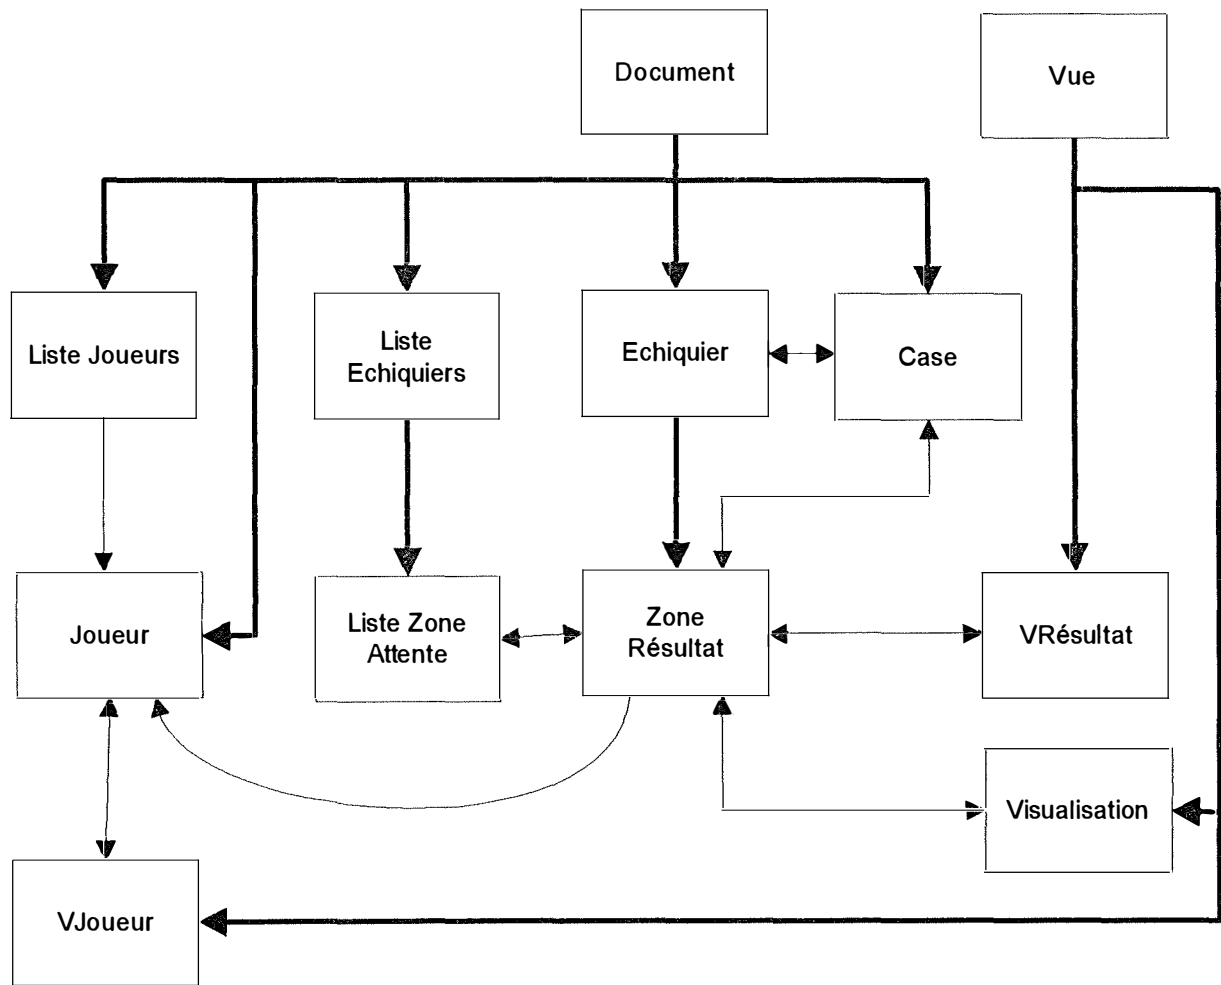 Document
Vue
Liste Joueurs
Liste
Echiquiers
Echiquier
Case
Joueur
Liste Zone
Attente
Zone
Résultat
VRésultat
Visualisation
VJoueur